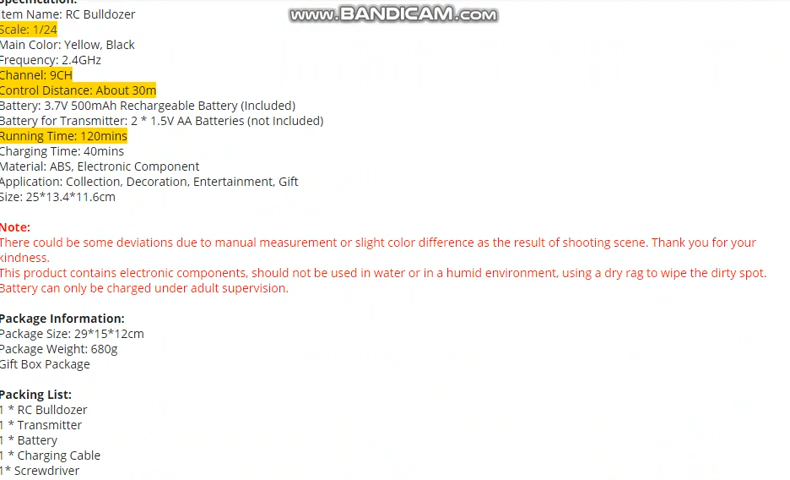 Specification:
www.BANDICAM.com
Item Name: RC Bulldozer
Scale: 1/24
Main Color: Yellow, Black
Frequency: 2.4GHz
Channel: 9CH
Control Distance: About 30m
Battery: 3.7V 500mAh Rechargeable Battery (Included)
Battery for Transmitter: 2 * 1.5V AA Batteries (not Included)
Running Time: 120mins
Charging Time: 40mins
Material: ABS, Electronic Component
Application: Collection, Decoration, Entertainment, Gift
Size: 25*13.4*11.6cm
Note:
There could be some deviations due to manual measurement or slight color difference as the result of shooting scene. Thank you for your
kindness.
This product contains electronic components, should not be used in water or in a humid environment, using a dry rag to wipe the dirty spot.
Battery can only be charged under adult supervision.
Package Information:
Package Size: 29*15*12cm
Package Weight: 680g
Gift Box Package
Packing List:
1 * RC Bulldozer
1 * Transmitter
1 * Battery
1 * Charging Cable
1* Screwdriver